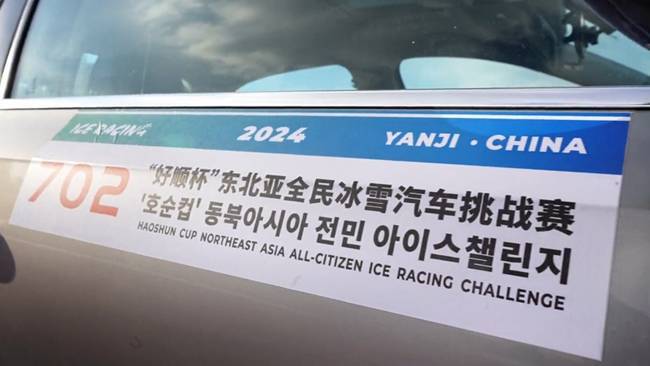 ICE RACING 2024 YANJI · CHINA
702
“好顺杯”东北亚全民冰雪汽车挑战赛
'호순컵' 동북아시아 전민 아이스챌린지
HAOSHUN CUP NORTHEAST ASIA ALL-CITIZEN ICE RACING CHALLENGE